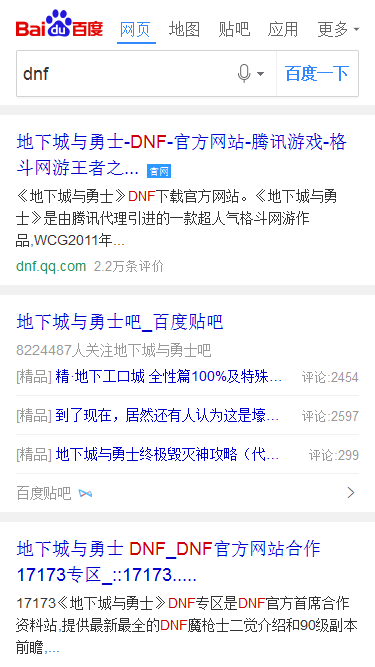 Bai du 百度 网页 地图 贴吧 应用 更多
dnf 百度一下
地下城与勇士-DNF-官方网站-腾讯游戏-格
斗网游王者之... 官网
《地下城与勇士》DNF下载官方网站。《地下城与勇
士》是由腾讯代理引进的一款超人气格斗网游作
品,WCG2011年...
dnf.qq.com 2.2万条评价
地下城与勇士吧_百度贴吧
8224487人关注地下城与勇士吧
[精品] 精·地下工口城 全性篇100%及特殊... 评论:2454
[精品] 到了现在，居然还有人认为这是壕... 评论:2597
[精品] 地下城与勇士终极毁灭神攻略（代... 评论:299
百度贴吧
地下城与勇士 DNF_DNF官方网站合作
17173专区_::17173.....
17173《地下城与勇士》DNF专区是DNF官方首席合作
资料站,提供最新最全的DNF魔枪士二觉介绍和90级副本
前瞻,...